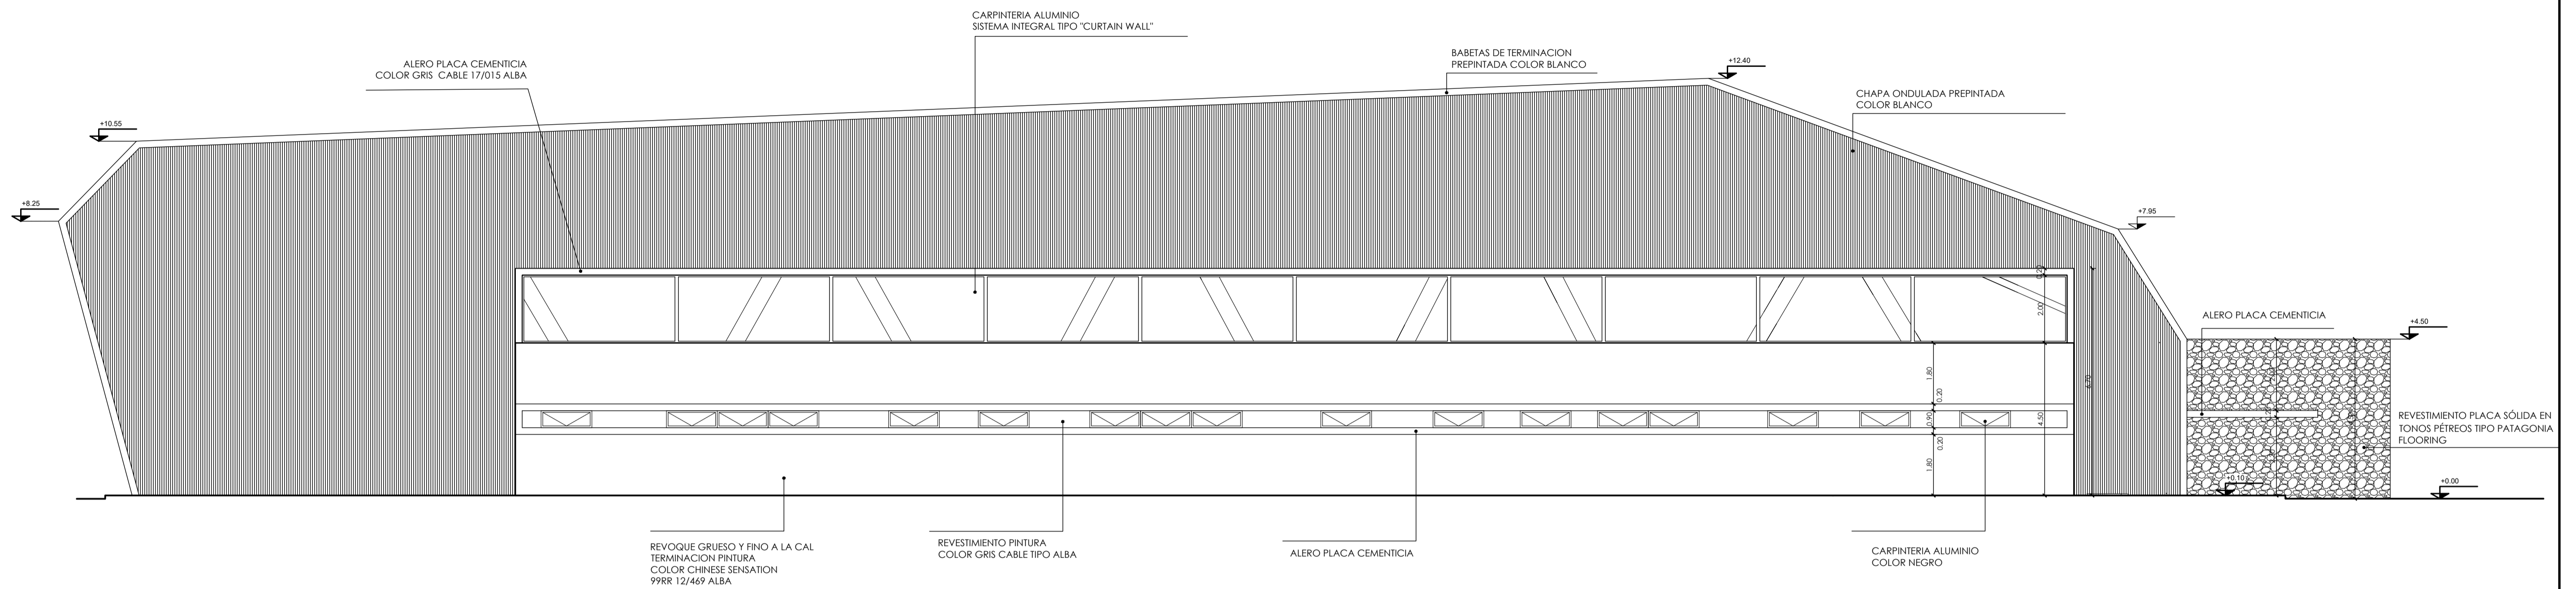 CARPINTERIA ALUMINIO
SISTEMA INTEGRAL TIPO "CURTAIN WALL"
BABETAS DE TERMINACION
PREPINTADA COLOR BLANCO
ALERO PLACA CEMENTICIA
COLOR GRIS CABLE 17/015 ALBA
+12.40
CHAPA ONDULADA PREPINTADA
COLOR BLANCO
+10.55
+8.25
+7.95
0.20
2.00
ALERO PLACA CEMENTICIA
+4.50
1.80
0.20
6.70
0.90
4.50
0.20
1.80
REVESTIMIENTO PLACA SÓLIDA EN
TONOS PÉTREOS TIPO PATAGONIA
FLOORING
+0.10
+0.00
REVOQUE GRUESO Y FINO A LA CAL
TERMINACION PINTURA
COLOR CHINESE SENSATION
99RR 12/469 ALBA
REVESTIMIENTO PINTURA
COLOR GRIS CABLE TIPO ALBA
ALERO PLACA CEMENTICIA
CARPINTERIA ALUMINIO
COLOR NEGRO